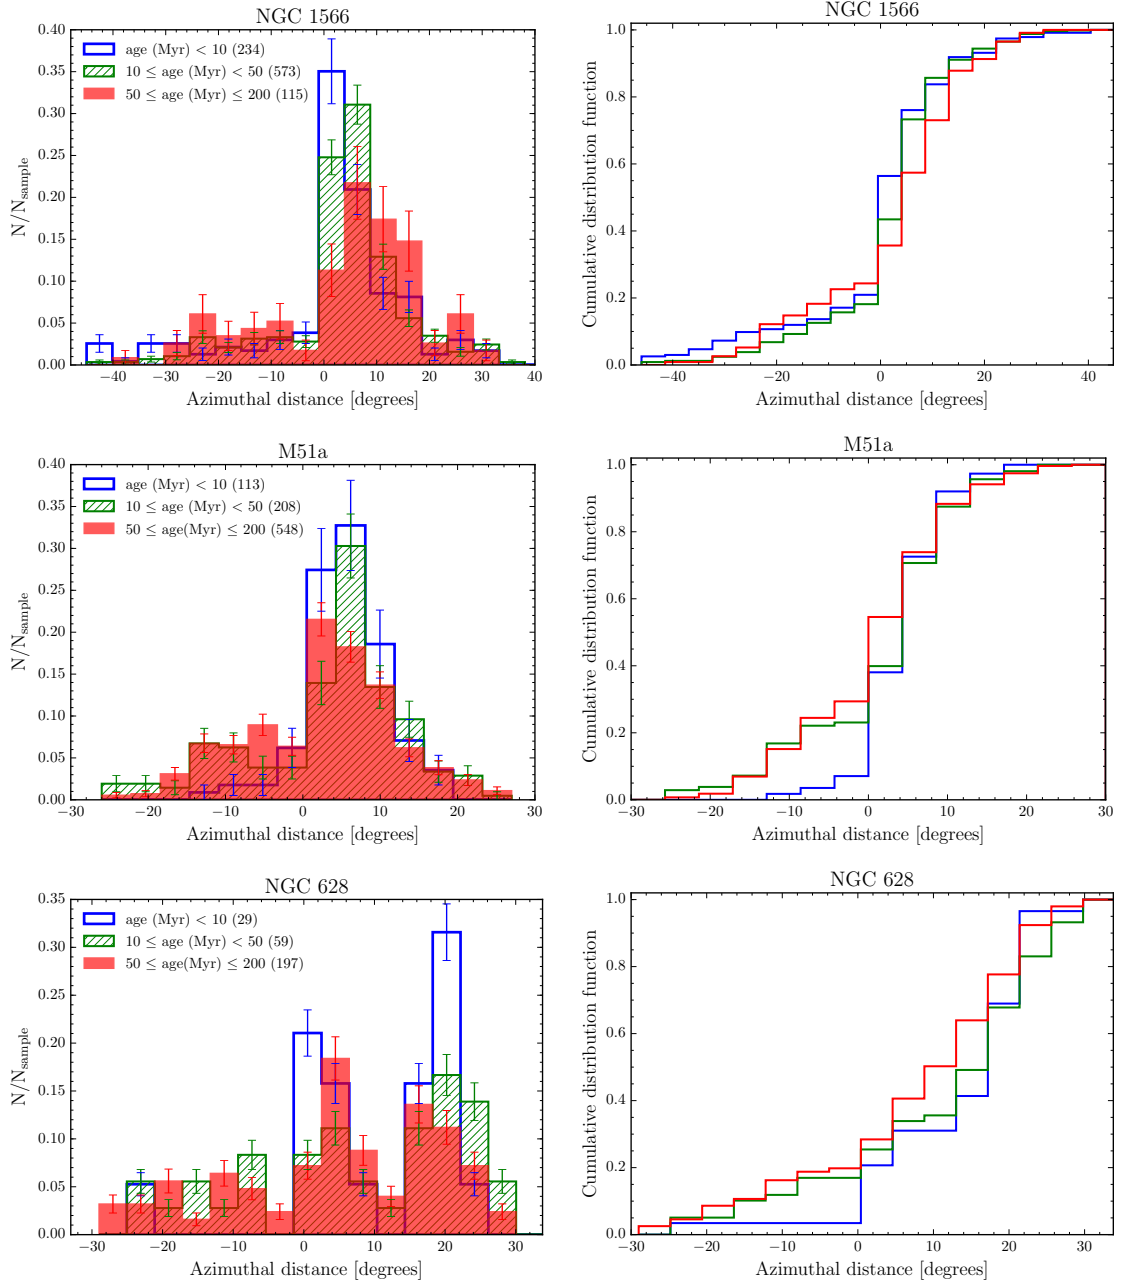 NGC 1566
0.40
0.35
0.30
0.25
0.20
0.15
0.10
0.05
0.00
N/N_sample
age (Myr) < 10 (234)
10 ≤ age (Myr) < 50 (573)
50 ≤ age (Myr) ≤ 200 (115)
−40 −30 −20 −10 0 10 20 30 40
Azimuthal distance [degrees]
NGC 1566
1.0
0.8
0.6
0.4
0.2
0.0
Cumulative distribution function
−40 −20 0 20 40
Azimuthal distance [degrees]
M51a
0.40
0.35
0.30
0.25
0.20
0.15
0.10
0.05
0.00
N/N_sample
age (Myr) < 10 (113)
10 ≤ age (Myr) < 50 (208)
50 ≤ age(Myr) ≤ 200 (548)
−30 −20 −10 0 10 20 30
Azimuthal distance [degrees]
M51a
1.0
0.8
0.6
0.4
0.2
0.0
Cumulative distribution function
−30 −20 −10 0 10 20 30
Azimuthal distance [degrees]
NGC 628
0.35
0.30
0.25
0.20
0.15
0.10
0.05
0.00
N/N_sample
age (Myr) < 10 (29)
10 ≤ age (Myr) < 50 (59)
50 ≤ age(Myr) ≤ 200 (197)
−30 −20 −10 0 10 20 30
Azimuthal distance [degrees]
NGC 628
1.0
0.8
0.6
0.4
0.2
0.0
Cumulative distribution function
−30 −20 −10 0 10 20 30
Azimuthal distance [degrees]